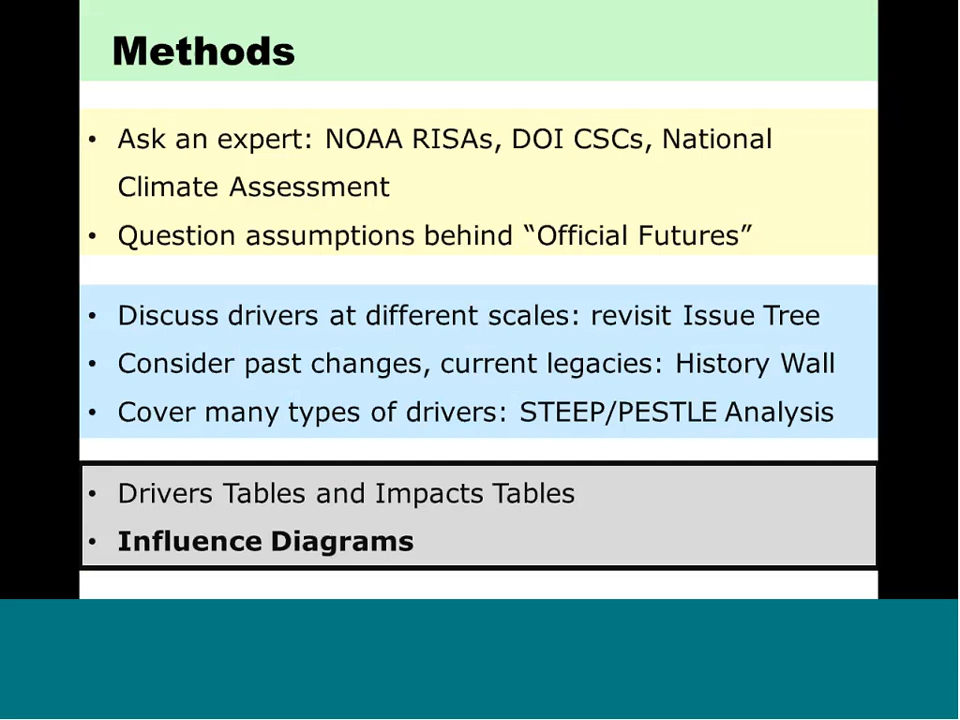 Methods
• Ask an expert: NOAA RISAs, DOI CSCs, National
Climate Assessment
• Question assumptions behind “Official Futures”
• Discuss drivers at different scales: revisit Issue Tree
• Consider past changes, current legacies: History Wall
• Cover many types of drivers: STEEP/PESTLE Analysis
• Drivers Tables and Impacts Tables
• Influence Diagrams